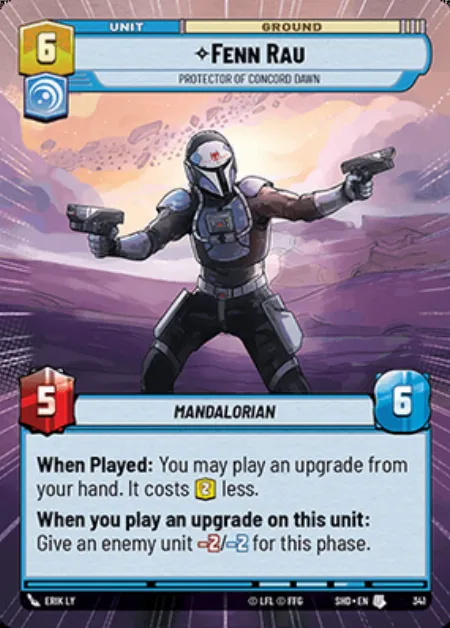 UNIT
GROUND
6
FENN RAU
PROTECTOR OF CONCORD DAWN
5
MANDALORIAN
6
When Played: You may play an upgrade from
your hand. It costs 2 less.
When you play an upgrade on this unit:
Give an enemy unit -2/-2 for this phase.
ERIK LY
© LFL © FFG
SHD • EN
341